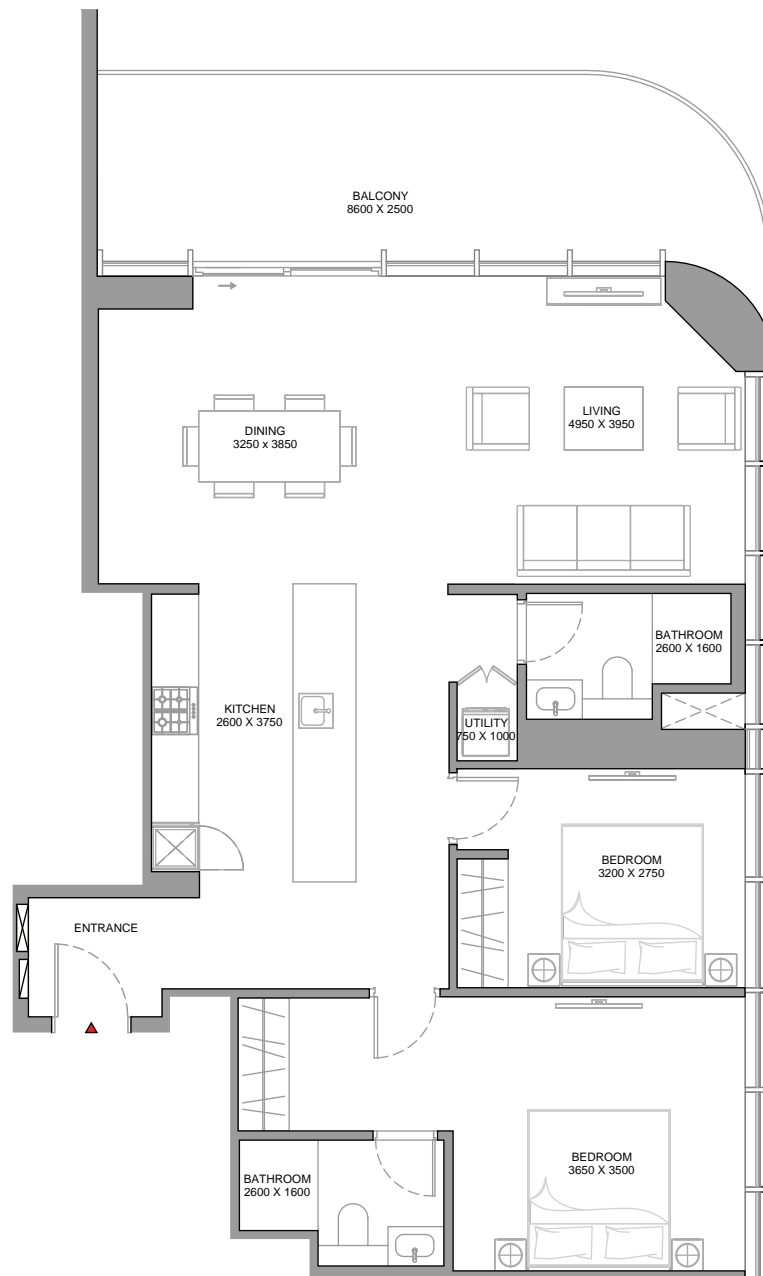 BALCONY
8600 X 2500
DINING
3250 x 3850
LIVING
4950 X 3950
BATHROOM
2600 X 1600
KITCHEN
2600 X 3750
UTILITY
750 X 1000
BEDROOM
3200 X 2750
ENTRANCE
BEDROOM
3650 X 3500
BATHROOM
2600 X 1600